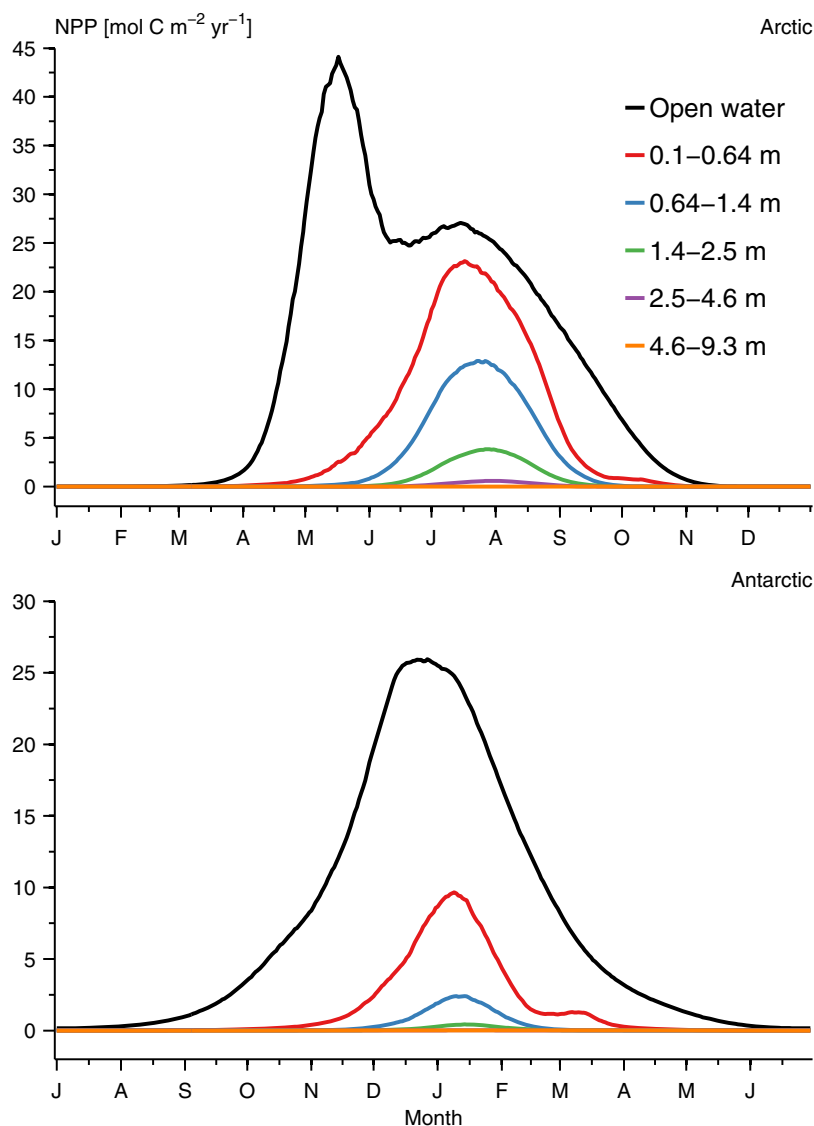 NPP [mol C m⁻² yr⁻¹]
Arctic
45
40
35
30
25
20
15
10
5
0
Open water
0.1–0.64 m
0.64–1.4 m
1.4–2.5 m
2.5–4.6 m
4.6–9.3 m
J F M A M J J A S O N D
Antarctic
30
25
20
15
10
5
0
J A S O N D J F M A M J
Month